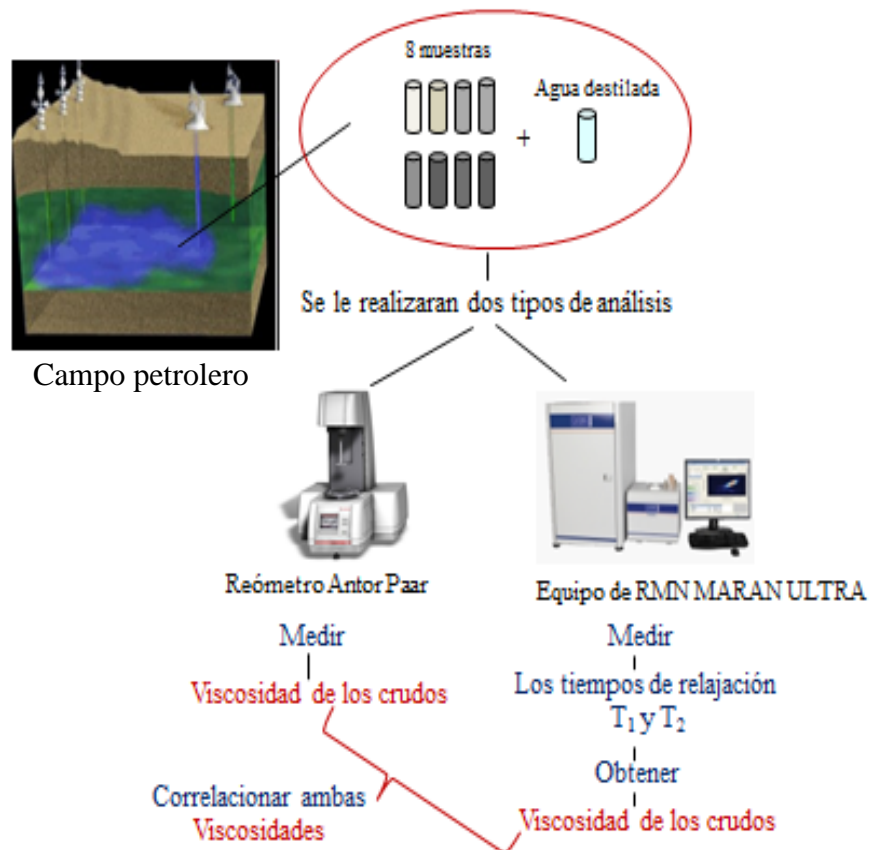 8 muestras
Agua destilada
+
Campo petrolero
Se le realizaran dos tipos de análisis
Reómetro Antor Paar
Medir
Viscosidad de los crudos
Equipo de RMN MARAN ULTRA
Medir
Los tiempos de relajación
T₁ y T₂
Obtener
Viscosidad de los crudos
Correlacionar ambas
Viscosidades